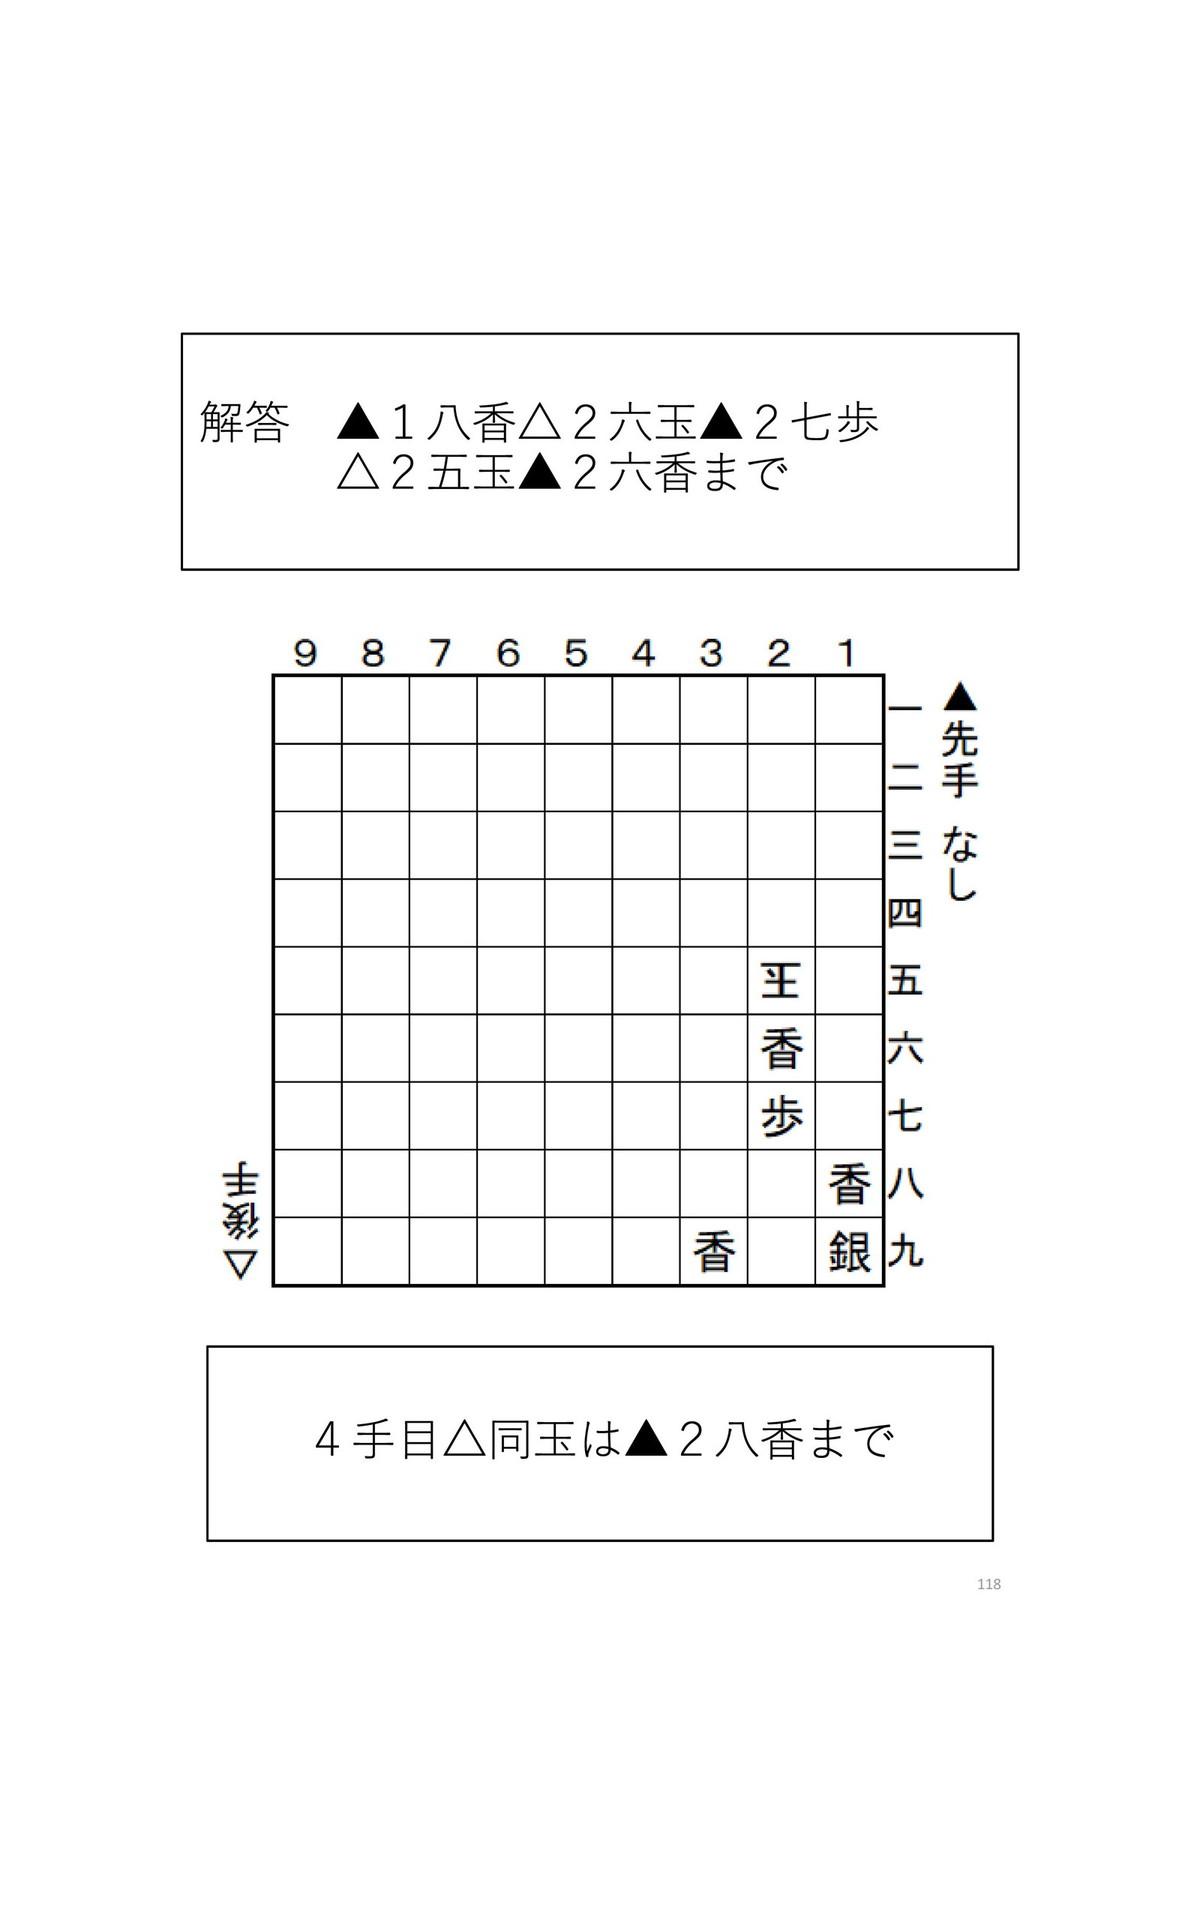 解答　▲１八香△２六玉▲２七歩
△２五玉▲２六香まで
9 8 7 6 5 4 3 2 1
一
二
三
四
王 五
香 六
歩 七
香 八
香 銀 九
▲先手 なし
△後手
４手目△同玉は▲２八香まで
118